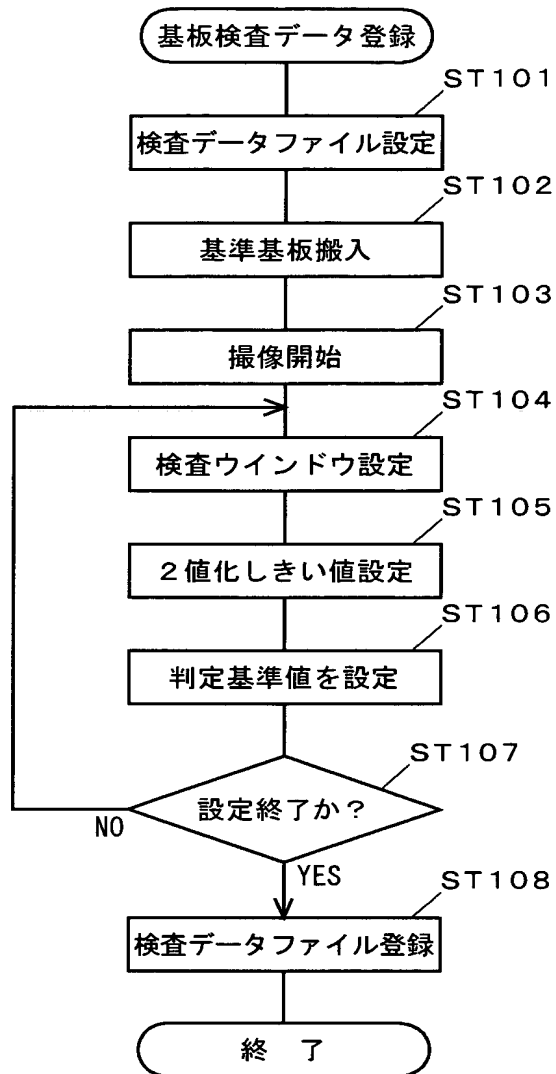 基板検査データ登録
ST101
検査データファイル設定
ST102
基準基板搬入
ST103
撮像開始
ST104
検査ウインドウ設定
ST105
2値化しきい値設定
ST106
判定基準値を設定
ST107
設定終了か?
NO
YES
ST108
検査データファイル登録
終 了